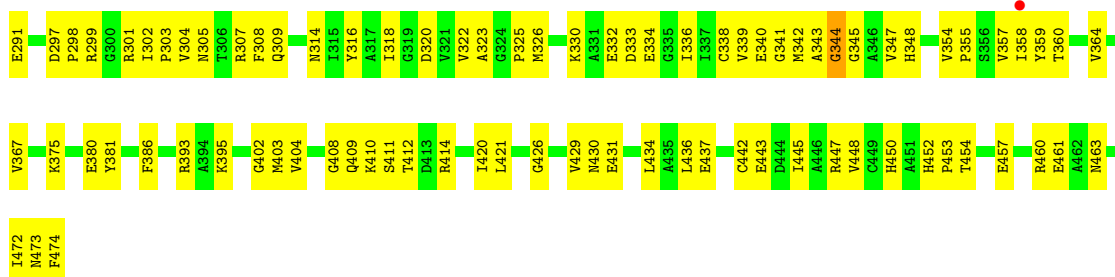 E291 D297 P298 R299 G300 R301 I302 P303 V304 N305 T306 R307 F308 Q309 N314 I315 Y316 A317 I318 G319 D320 V321 V322 A323 G324 P325 M326 K330 A331 E332 D333 E334 G335 I336 I337 C338 V339 E340 G341 M342 A343 G344 G345 A346 V347 H348 V354 P355 S356 V357 I358 Y359 T360 V364
V367 K375 E380 Y381 F386 R393 A394 K395 G402 M403 V404 G408 Q409 K410 S411 T412 D413 R414 I420 L421 G426 V429 N430 E431 L434 A435 L436 E437 C442 E443 D444 I445 A446 R447 V448 C449 H450 A451 H452 P453 T454 E457 R460 E461 A462 N463
I472 N473 F474